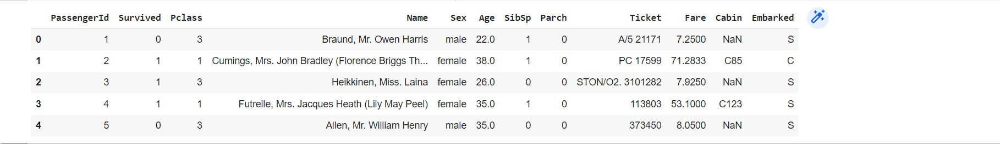 PassengerId Survived Pclass Name Sex Age SibSp Parch Ticket Fare Cabin Embarked
0 1 0 3 Braund, Mr. Owen Harris male 22.0 1 0 A/5 21171 7.2500 NaN S
1 2 1 1 Cumings, Mrs. John Bradley (Florence Briggs Th... female 38.0 1 0 PC 17599 71.2833 C85 C
2 3 1 3 Heikkinen, Miss. Laina female 26.0 0 0 STON/O2. 3101282 7.9250 NaN S
3 4 1 1 Futrelle, Mrs. Jacques Heath (Lily May Peel) female 35.0 1 0 113803 53.1000 C123 S
4 5 0 3 Allen, Mr. William Henry male 35.0 0 0 373450 8.0500 NaN S